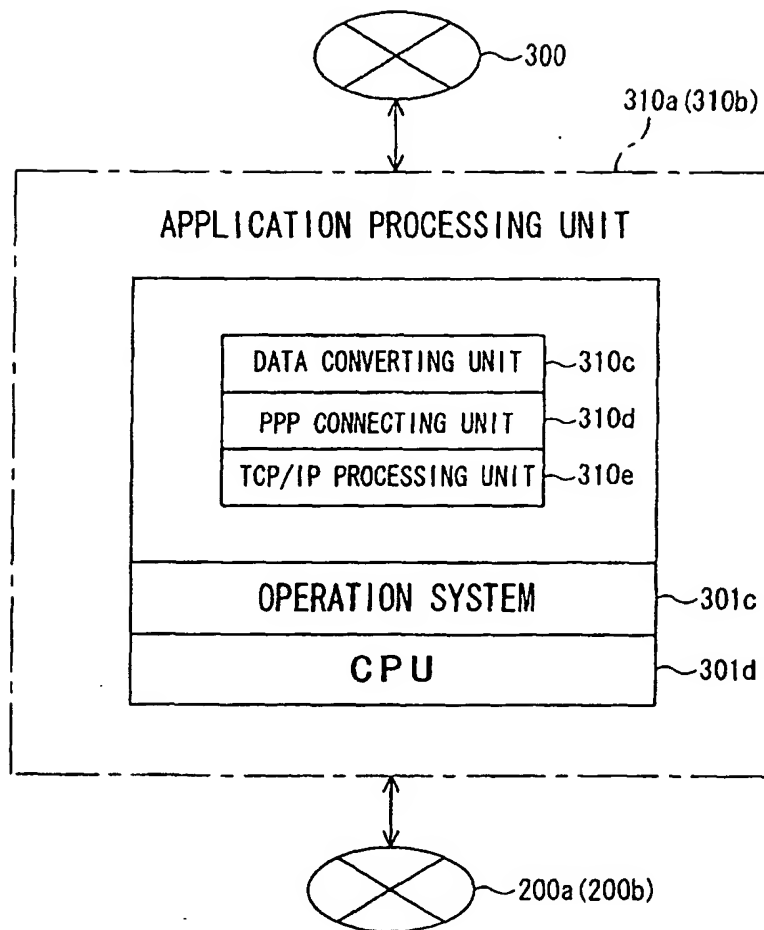 300
310a(310b)
APPLICATION PROCESSING UNIT
DATA CONVERTING UNIT 310c
PPP CONNECTING UNIT 310d
TCP/IP PROCESSING UNIT 310e
OPERATION SYSTEM 301c
CPU 301d
200a(200b)